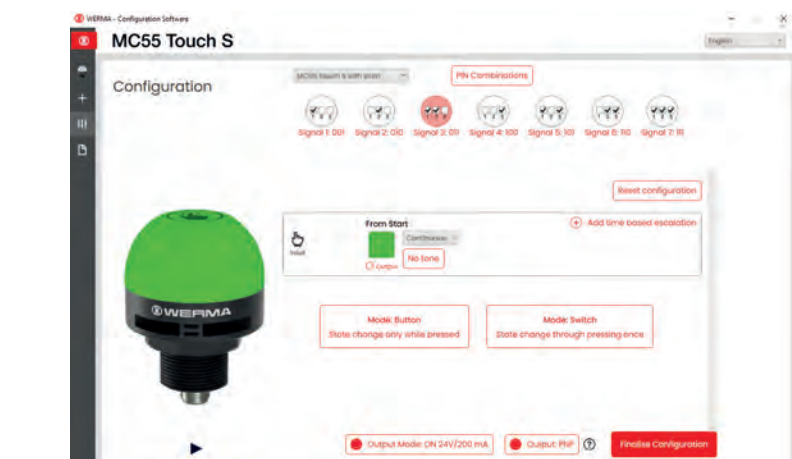 WERMA - Configuration Software
MC55 Touch S
English
Configuration
MC55 Touch S with
PIN Combinations
Signal 1: 001
Signal 2: 010
Signal 3: 011
Signal 4: 100
Signal 5: 101
Signal 6: 110
Signal 7: 111
Reset configuration
From Start
Add time based escalation
Continuous
Output
No tone
WERMA
Mode: Button
State change only while pressed
Mode: Switch
State change through pressing once
Output Mode: ON 24V/200 mA
Output: PNP
?
Finalise Configuration